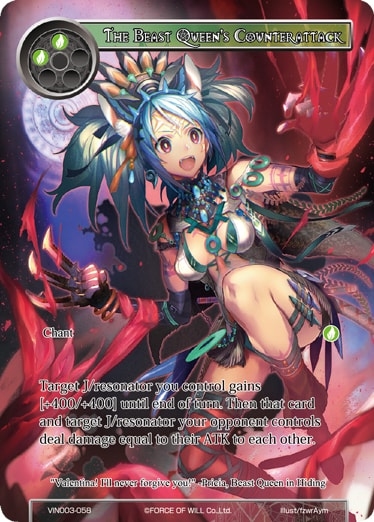 The Beast Queen's Counterattack
Chant
Target J/resonator you control gains
[+400/+400] until end of turn. Then that card
and target J/resonator your opponent controls
deal damage equal to their ATK to each other.
"Valentina! I'll never forgive you!" -Pricia, Beast Queen in Hiding
VIN003-058
©FORCE OF WILL Co.,Ltd.
Illust/fzwrAym